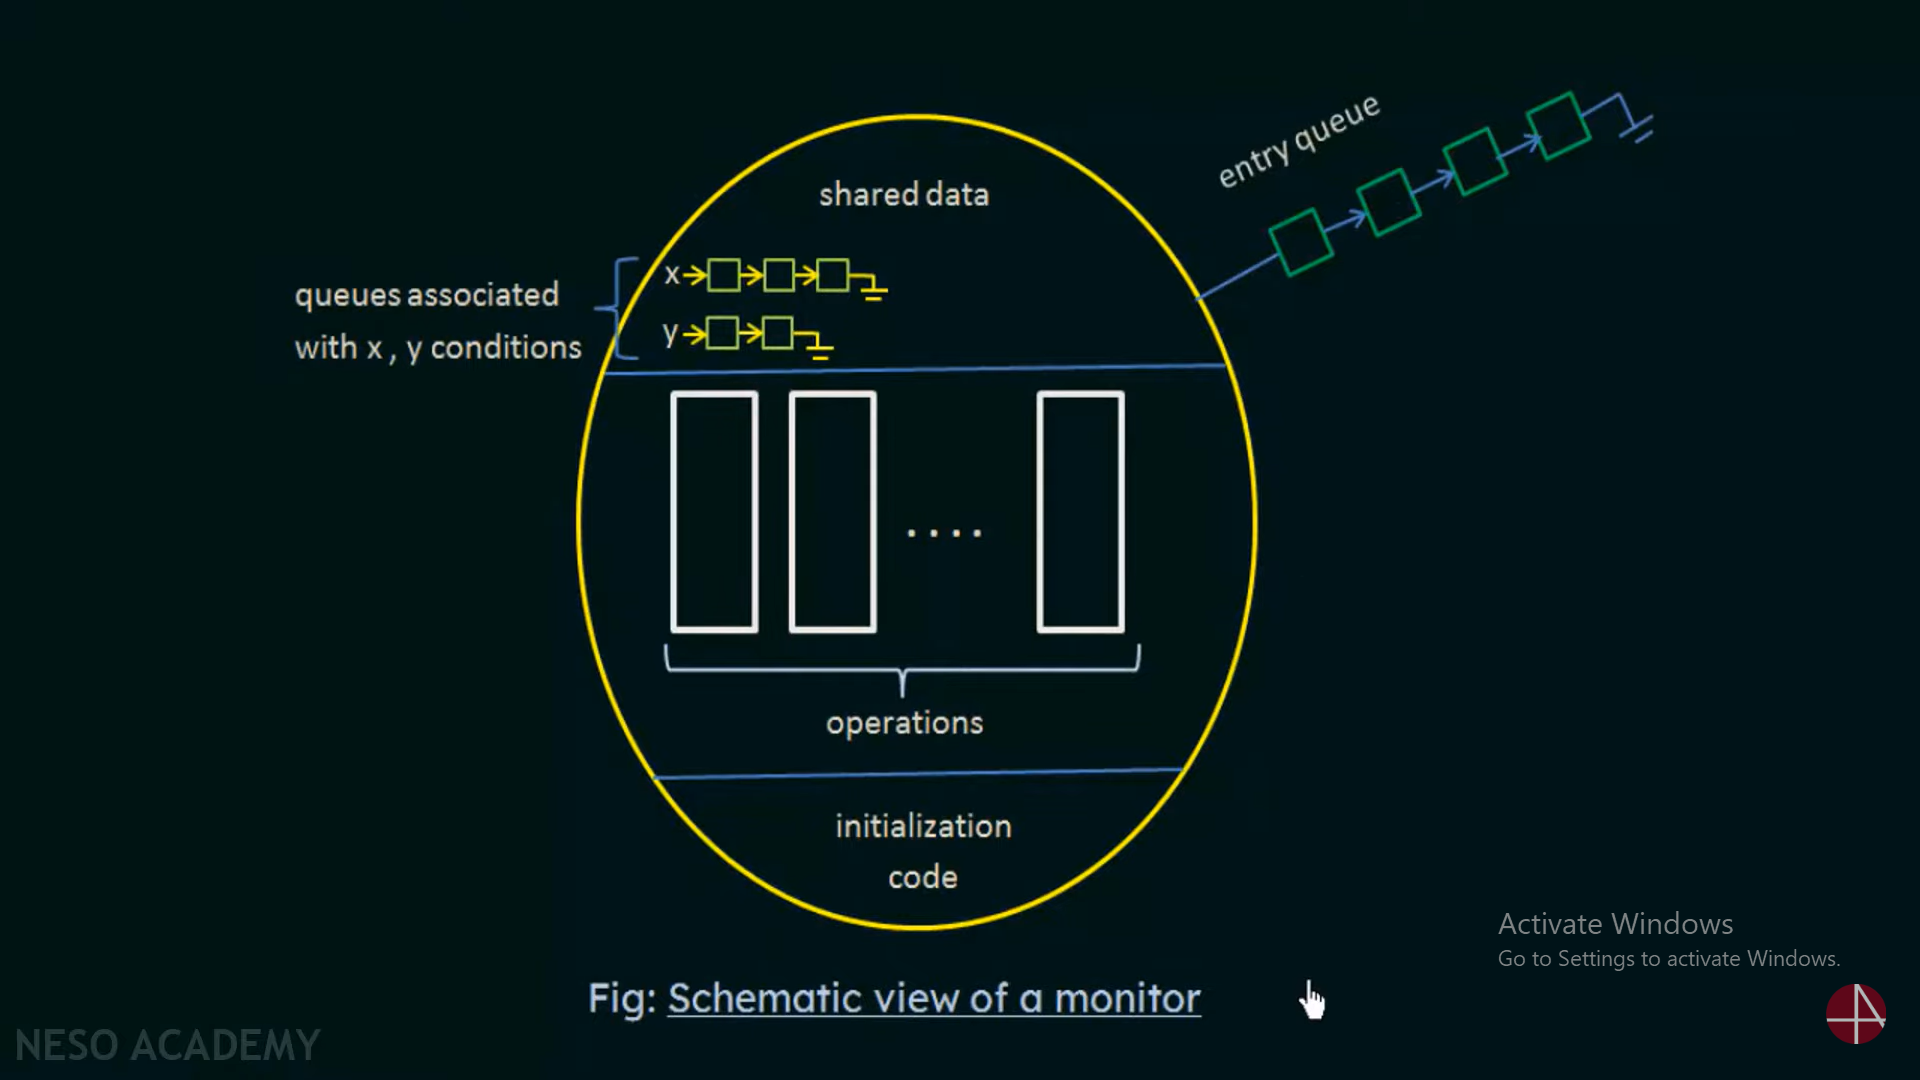 entry queue
shared data
x
y
queues associated
with x , y conditions
. . . .
operations
initialization
code
Activate Windows
Go to Settings to activate Windows.
Fig: Schematic view of a monitor
NESO ACADEMY